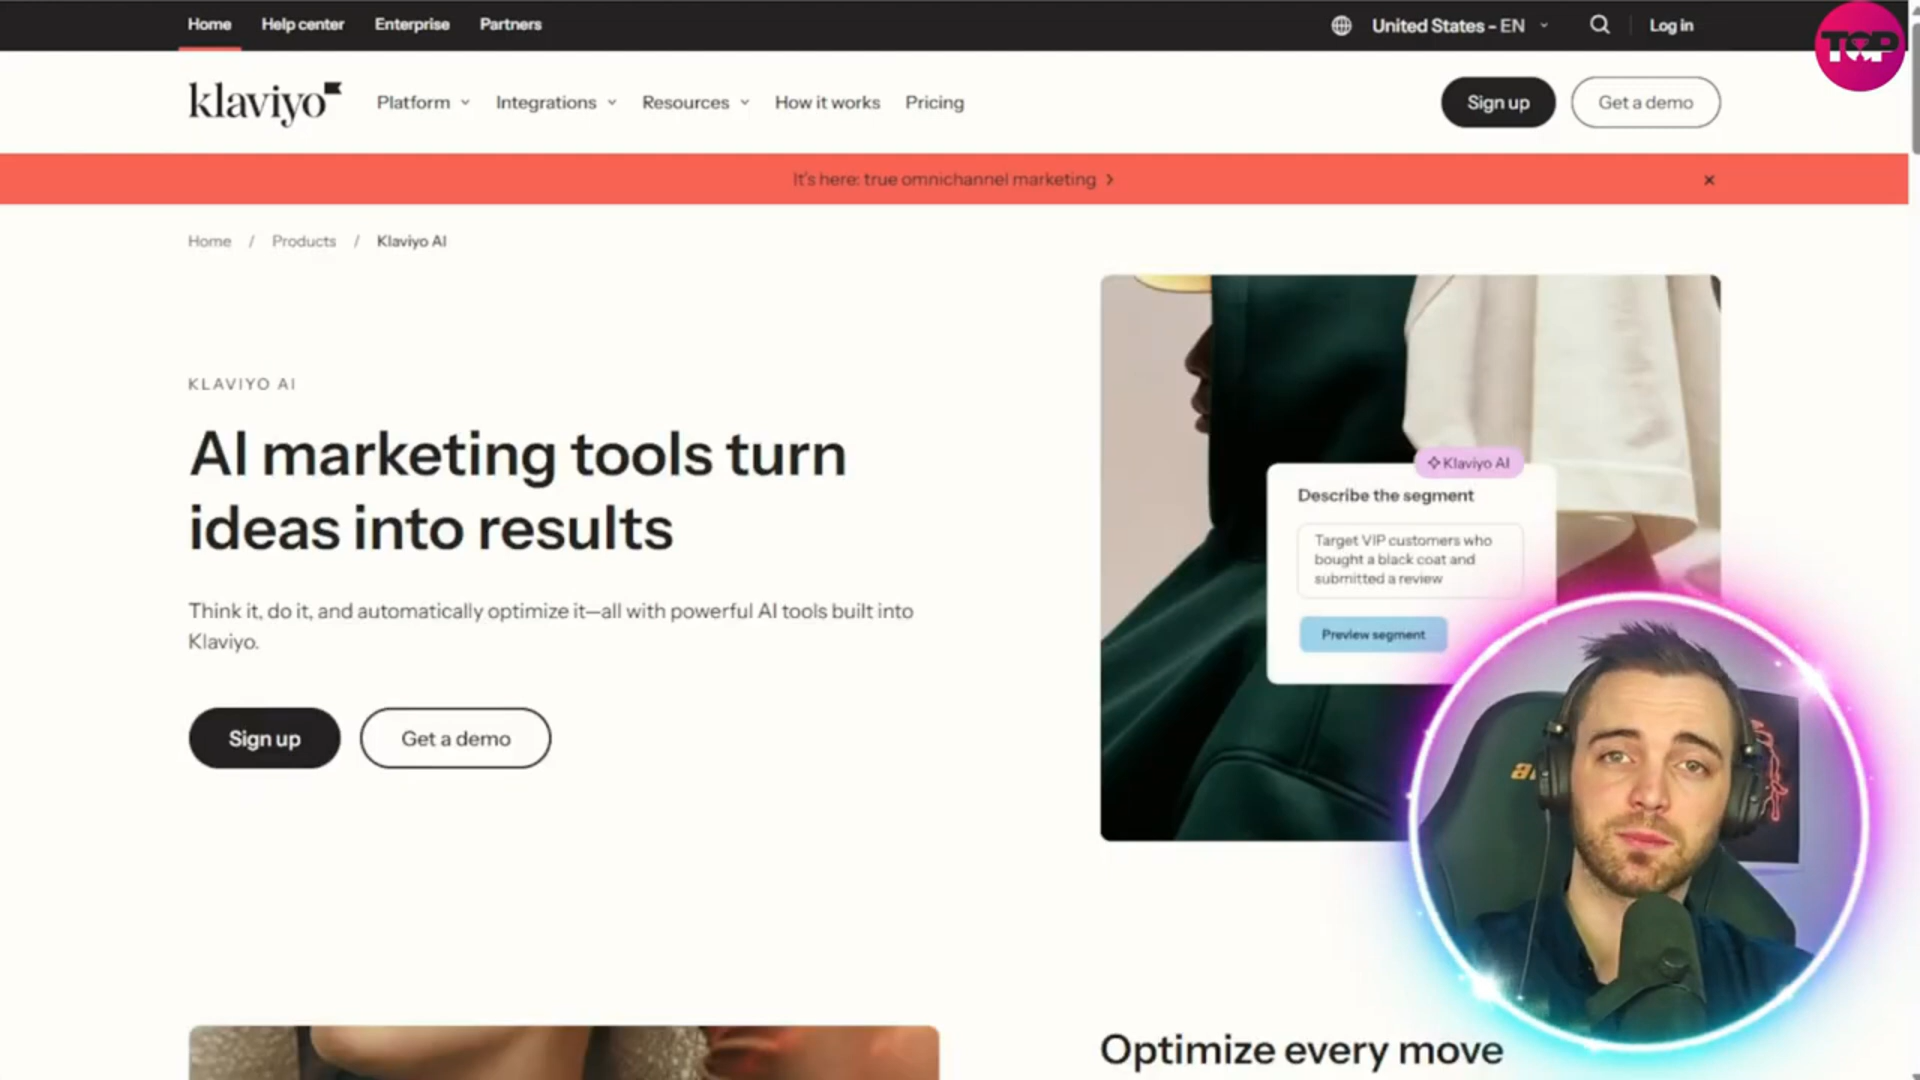 Home Help center Enterprise Partners
United States - EN
Log in
TOP
klaviyo
Platform Integrations Resources How it works Pricing
Sign up Get a demo
It's here: true omnichannel marketing
Home / Products / Klaviyo AI
KLAVIYO AI
AI marketing tools turn
ideas into results
Think it, do it, and automatically optimize it—all with powerful AI tools built into
Klaviyo.
Sign up Get a demo
Klaviyo AI
Describe the segment
Target VIP customers who
bought a black coat and
submitted a review
Preview segment
Optimize every move